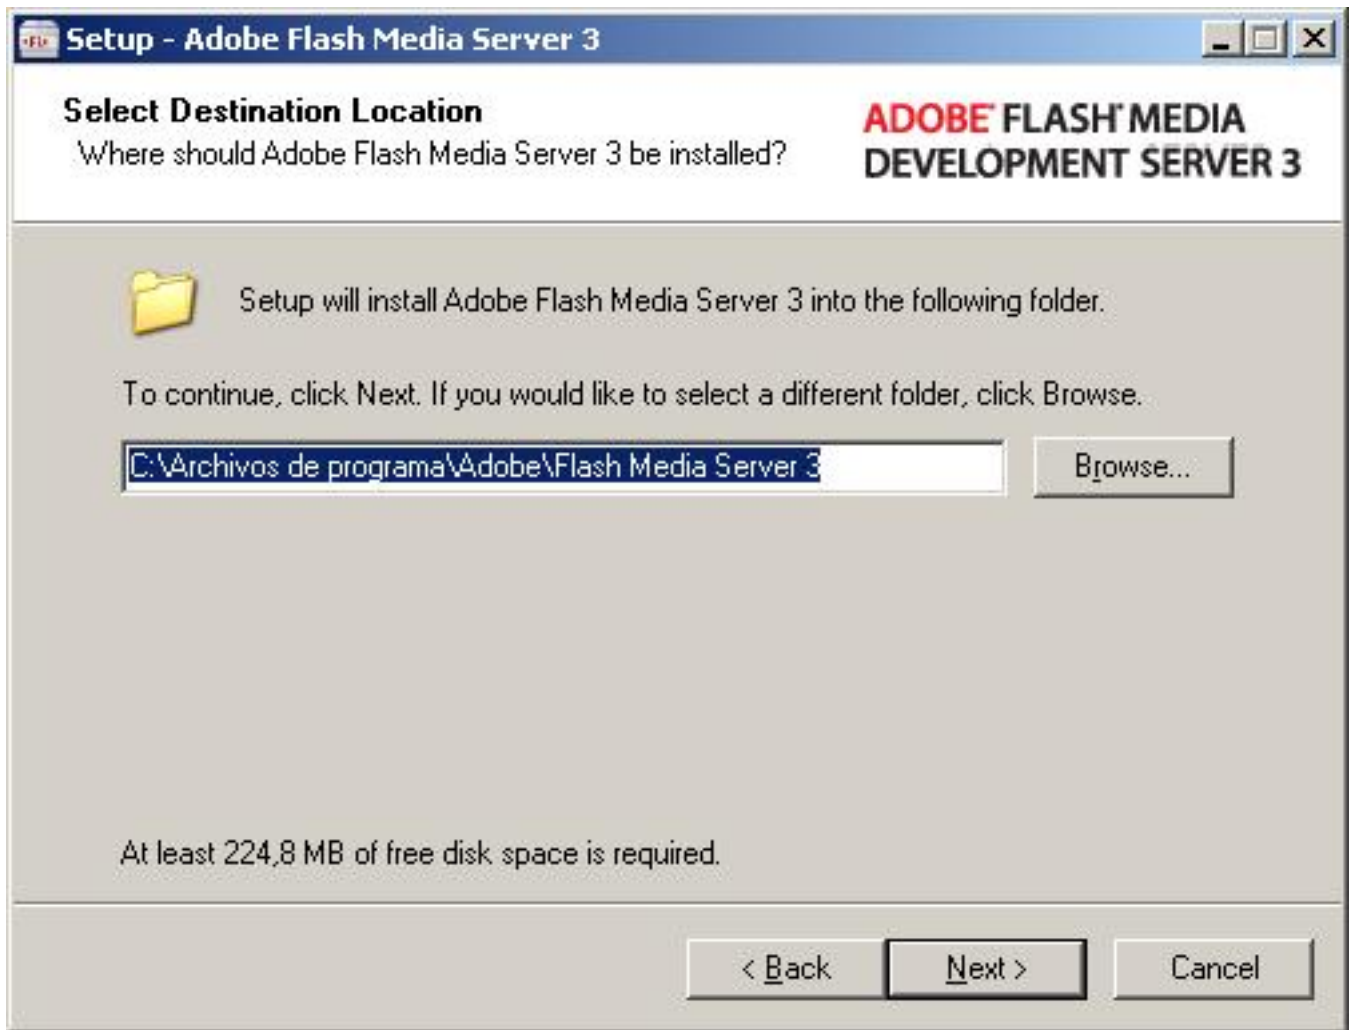 Setup - Adobe Flash Media Server 3
Select Destination Location
Where should Adobe Flash Media Server 3 be installed?
ADOBE® FLASH® MEDIA
DEVELOPMENT SERVER 3
Setup will install Adobe Flash Media Server 3 into the following folder.
To continue, click Next. If you would like to select a different folder, click Browse.
C:\Archivos de programa\Adobe\Flash Media Server 3
Browse...
At least 224,8 MB of free disk space is required.
< Back
Next >
Cancel